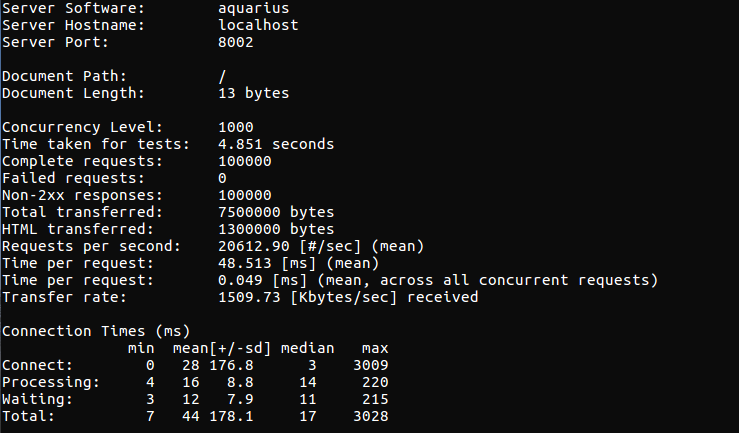 Server Software:        aquarius
Server Hostname:        localhost
Server Port:            8002

Document Path:          /
Document Length:        13 bytes

Concurrency Level:      1000
Time taken for tests:   4.851 seconds
Complete requests:      100000
Failed requests:        0
Non-2xx responses:      100000
Total transferred:      7500000 bytes
HTML transferred:       1300000 bytes
Requests per second:    20612.90 [#/sec] (mean)
Time per request:       48.513 [ms] (mean)
Time per request:       0.049 [ms] (mean, across all concurrent requests)
Transfer rate:          1509.73 [Kbytes/sec] received

Connection Times (ms)
              min  mean[+/-sd] median   max
Connect:        0   28 176.8      3    3009
Processing:     4   16   8.8     14     220
Waiting:        3   12   7.9     11     215
Total:          7   44 178.1     17    3028